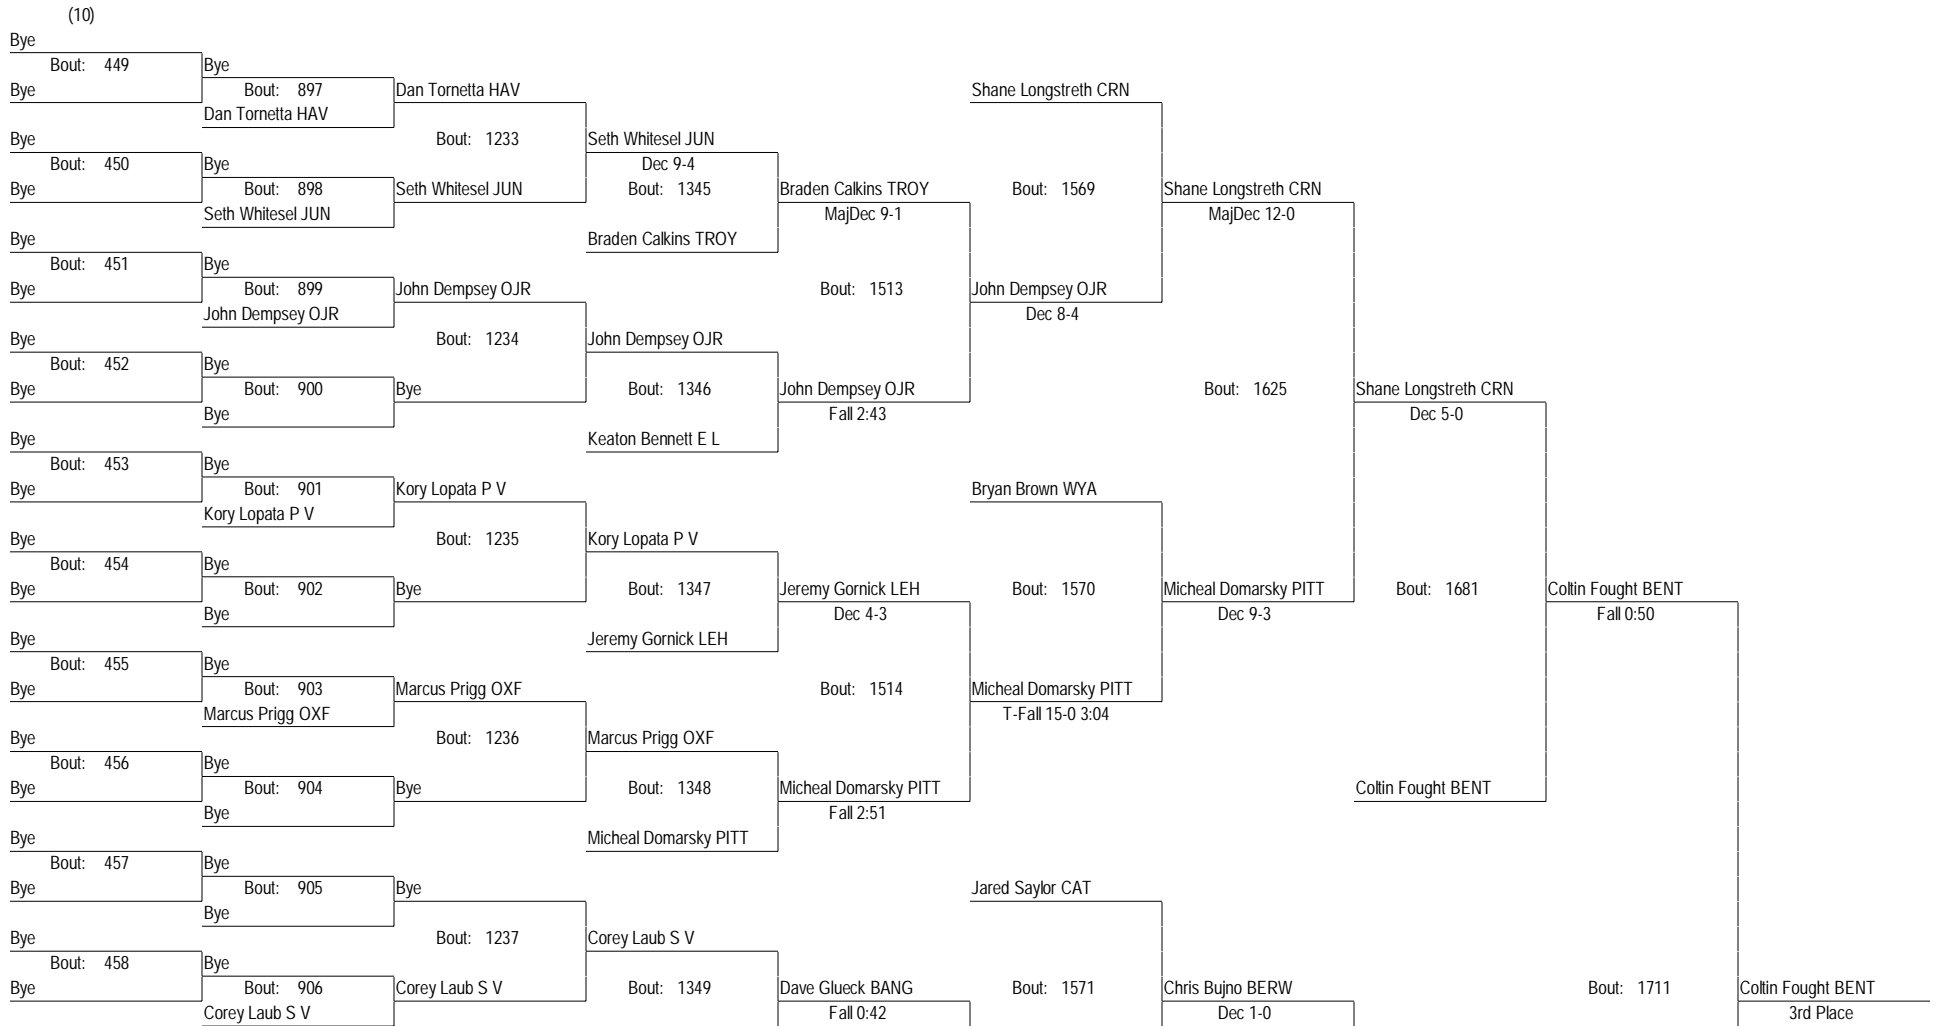 (10)
Bye
Bout: 449
Bye
Bye
Bout: 897
Dan Tornetta HAV
Dan Tornetta HAV
Shane Longstreth CRN
Bye
Bout: 1233
Seth Whitesel JUN
Dec 9-4
Bout: 450
Bye
Bye
Bout: 898
Seth Whitesel JUN
Seth Whitesel JUN
Bout: 1345
Braden Calkins TROY
MajDec 9-1
Bout: 1569
Shane Longstreth CRN
MajDec 12-0
Bye
Braden Calkins TROY
Bout: 451
Bye
Bye
Bout: 899
John Dempsey OJR
John Dempsey OJR
Bout: 1513
John Dempsey OJR
Dec 8-4
Bye
Bout: 1234
John Dempsey OJR
Bout: 452
Bye
Bye
Bout: 900
Bye
Bye
Bout: 1346
John Dempsey OJR
Fall 2:43
Bout: 1625
Shane Longstreth CRN
Dec 5-0
Bye
Keaton Bennett E L
Bout: 453
Bye
Bye
Bout: 901
Kory Lopata P V
Kory Lopata P V
Bryan Brown WYA
Bye
Bout: 1235
Kory Lopata P V
Bout: 454
Bye
Bye
Bout: 902
Bye
Bye
Bout: 1347
Jeremy Gornick LEH
Dec 4-3
Bout: 1570
Micheal Domarsky PITT
Dec 9-3
Bout: 1681
Coltin Fought BENT
Fall 0:50
Bye
Jeremy Gornick LEH
Bout: 455
Bye
Bye
Bout: 903
Marcus Prigg OXF
Marcus Prigg OXF
Bout: 1514
Micheal Domarsky PITT
T-Fall 15-0 3:04
Bye
Bout: 1236
Marcus Prigg OXF
Bout: 456
Bye
Bye
Bout: 904
Bye
Bye
Bout: 1348
Micheal Domarsky PITT
Fall 2:51
Coltin Fought BENT
Bye
Micheal Domarsky PITT
Bout: 457
Bye
Bye
Bout: 905
Bye
Bye
Jared Saylor CAT
Bye
Bout: 1237
Corey Laub S V
Bout: 458
Bye
Bye
Bout: 906
Corey Laub S V
Corey Laub S V
Bout: 1349
Dave Glueck BANG
Fall 0:42
Bout: 1571
Chris Bujno BERW
Dec 1-0
Bout: 1711
Coltin Fought BENT
3rd Place